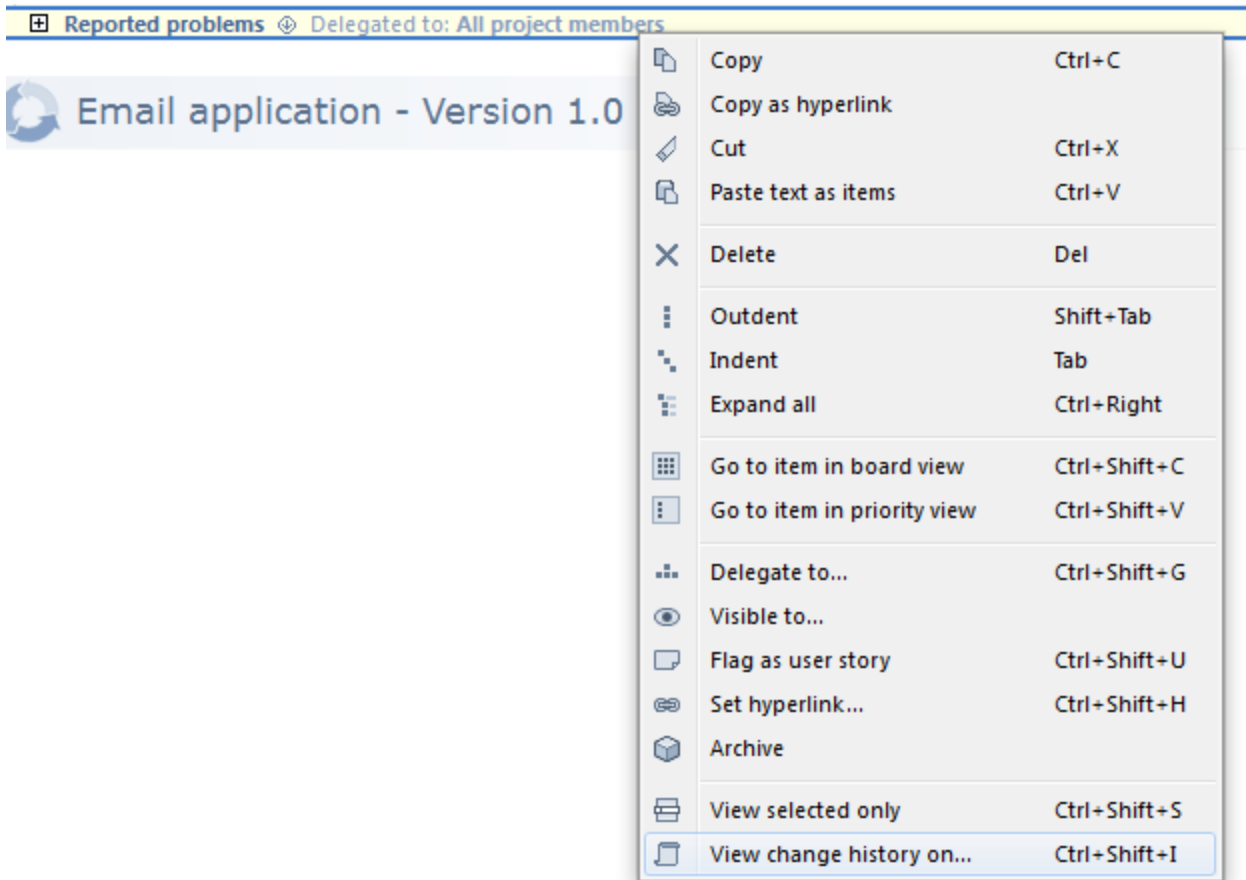 Reported problems Delegated to: All project members
Email application - Version 1.0
Copy Ctrl+C
Copy as hyperlink
Cut Ctrl+X
Paste text as items Ctrl+V
Delete Del
Outdent Shift+Tab
Indent Tab
Expand all Ctrl+Right
Go to item in board view Ctrl+Shift+C
Go to item in priority view Ctrl+Shift+V
Delegate to... Ctrl+Shift+G
Visible to...
Flag as user story Ctrl+Shift+U
Set hyperlink... Ctrl+Shift+H
Archive
View selected only Ctrl+Shift+S
View change history on... Ctrl+Shift+I